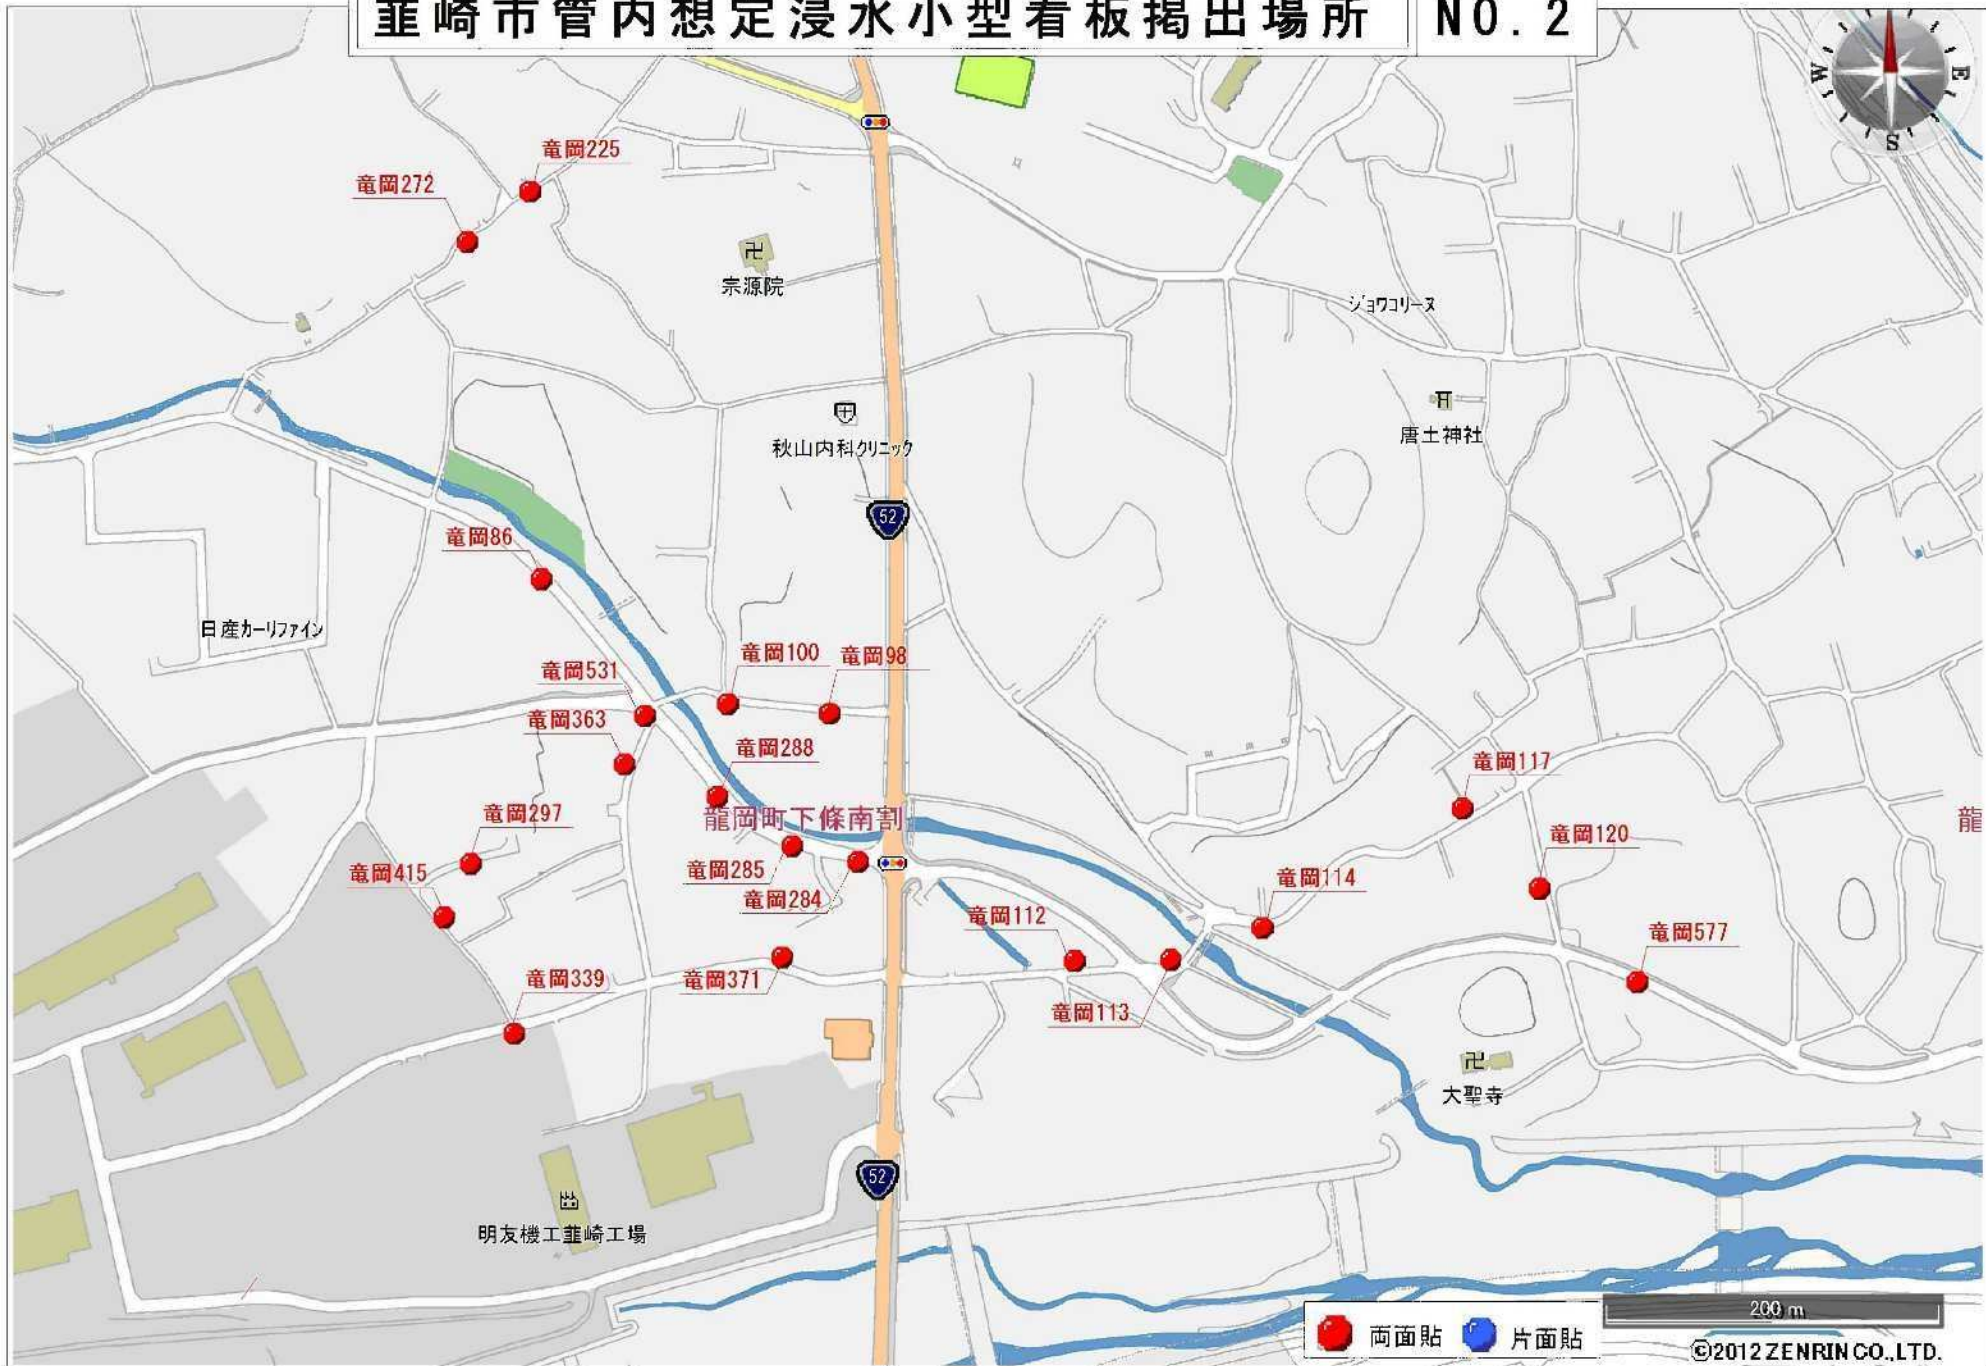 韮崎市管内想定浸水小型看板掲出場所 NO.2
W
E
S
竜岡225
竜岡272
宗源院
ジョワコリーヌ
唐土神社
秋山内科クリニック
52
竜岡86
日産カーリファイン
竜岡100
竜岡98
竜岡531
竜岡363
竜岡288
竜岡117
龍岡町下條南割
龍
竜岡297
竜岡120
竜岡415
竜岡285
竜岡114
竜岡284
竜岡112
竜岡577
竜岡339
竜岡371
竜岡113
大聖寺
52
明友機工韮崎工場
両面貼
片面貼
200 m
©2012 ZENRIN CO., LTD.